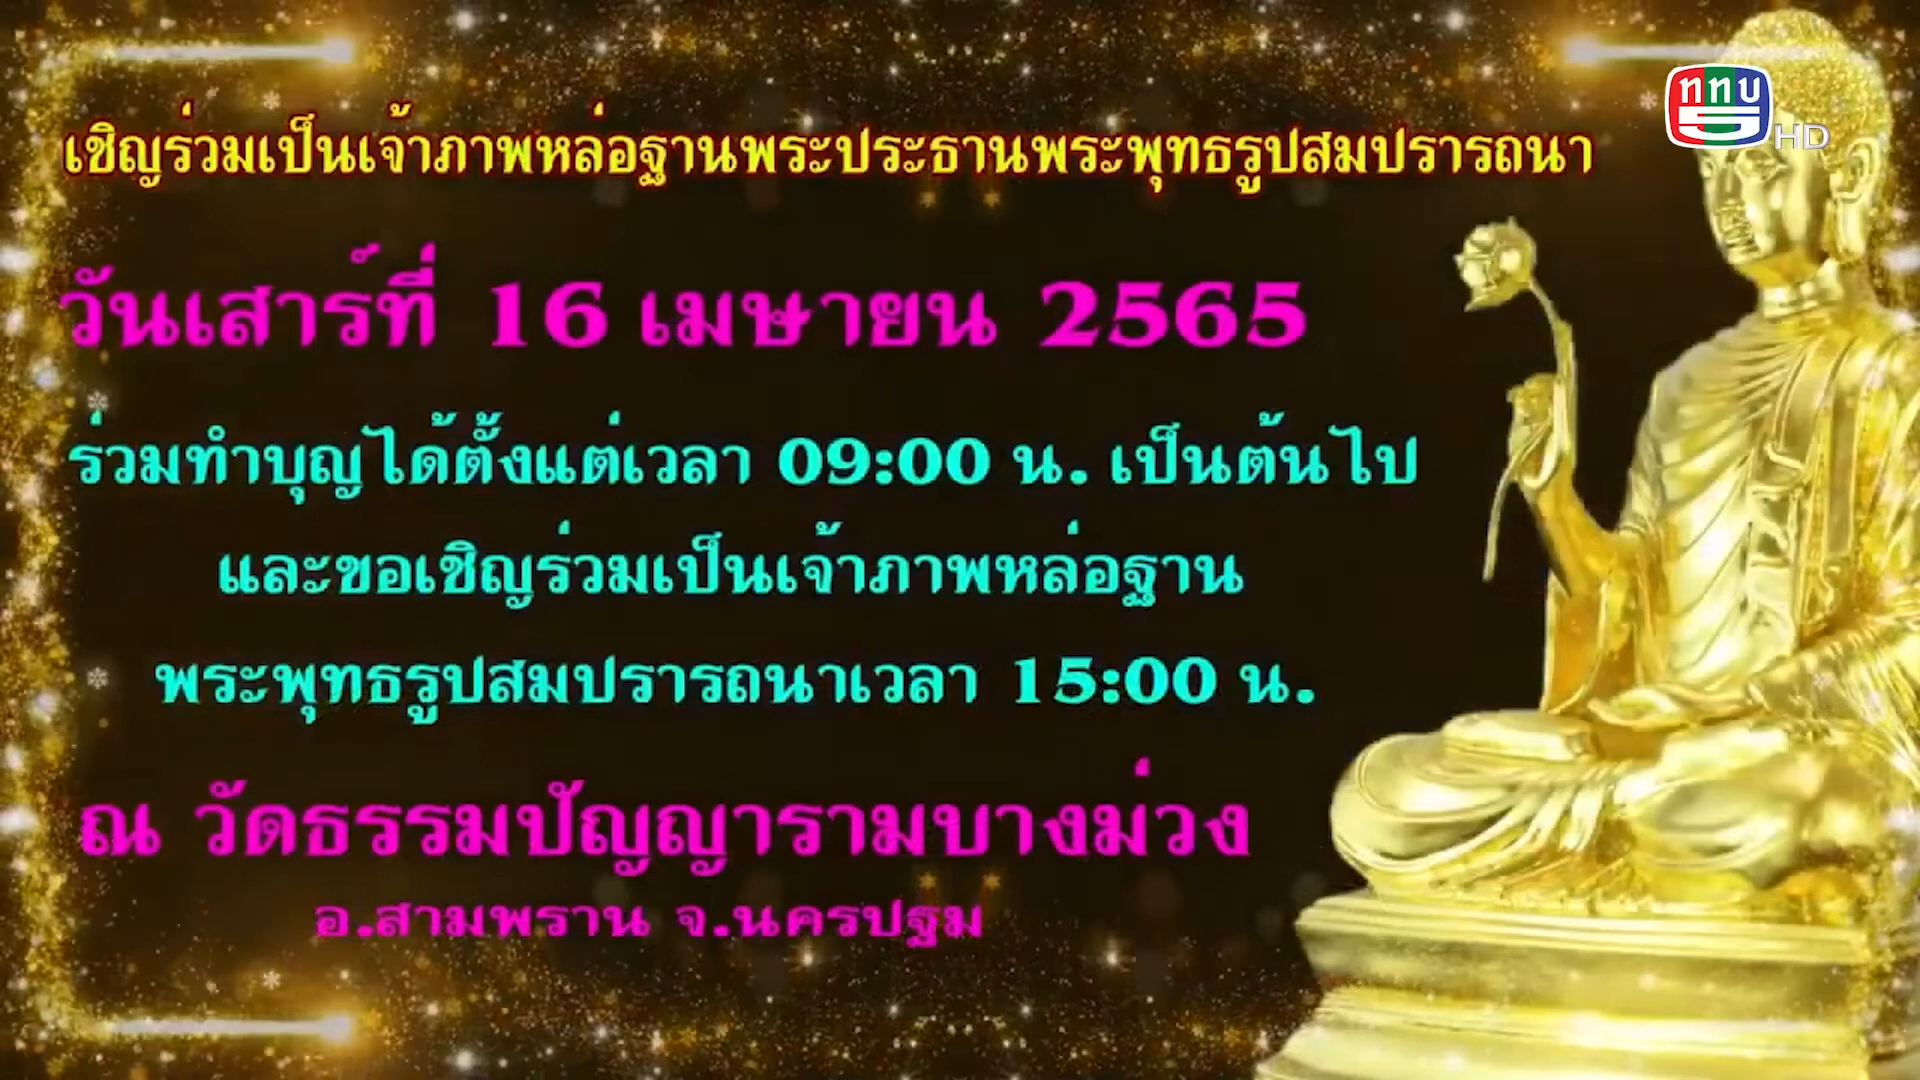 ททบ
5
HD
เชิญร่วมเป็นเจ้าภาพหล่อฐานพระประธานพระพุทธรูปสมปรารถนา
วันเสาร์ที่ 16 เมษายน 2565
ร่วมทำบุญได้ตั้งแต่เวลา 09:00 น. เป็นต้นไป
และขอเชิญร่วมเป็นเจ้าภาพหล่อฐาน
พระพุทธรูปสมปรารถนาเวลา 15:00 น.
ณ วัดธรรมปัญญารามบางม่วง
อ.สามพราน จ.นครปฐม